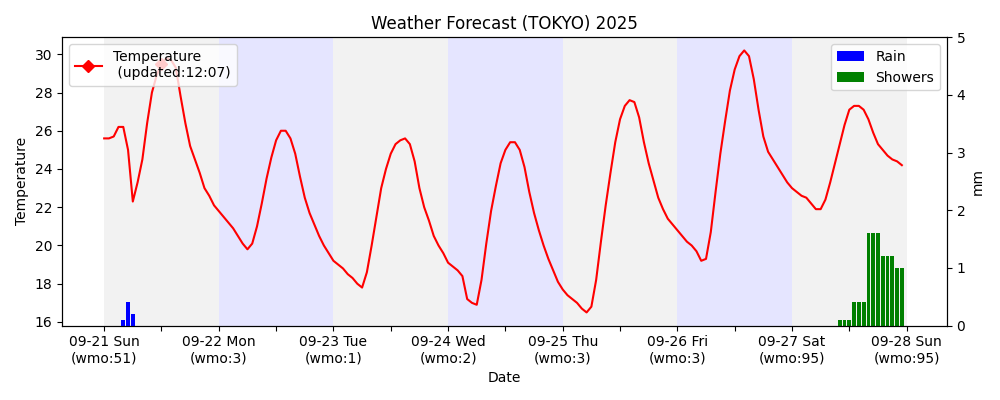 Weather Forecast (TOKYO) 2025
Temperature
(updated:12:07)
Rain
Showers
Temperature
30
28
26
24
22
20
18
16
5
4
3
2
1
0
mm
09-21 Sun
(wmo:51)
09-22 Mon
(wmo:3)
09-23 Tue
(wmo:1)
09-24 Wed
(wmo:2)
09-25 Thu
(wmo:3)
09-26 Fri
(wmo:3)
09-27 Sat
(wmo:95)
09-28 Sun
(wmo:95)
Date